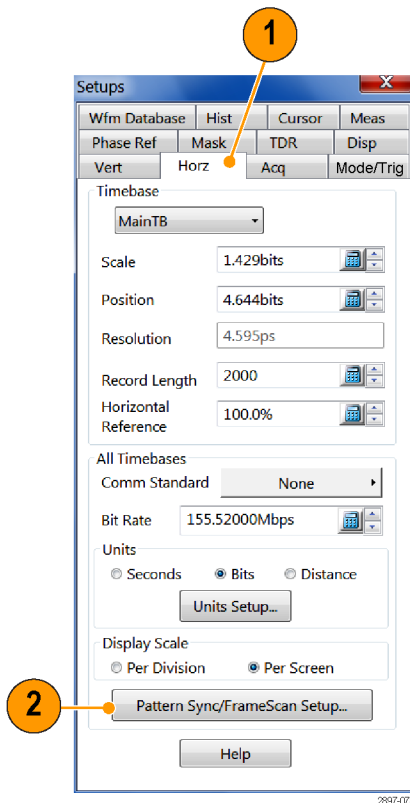 1
Setups
X
Wfm Database Hist Cursor Meas
Phase Ref Mask TDR Disp
Vert Horz Acq Mode/Trig
Timebase
MainTB
Scale 1.429bits
Position 4.644bits
Resolution 4.595ps
Record Length 2000
Horizontal
Reference 100.0%
All Timebases
Comm Standard None
Bit Rate 155.52000Mbps
Units
Seconds Bits Distance
Units Setup...
Display Scale
Per Division Per Screen
2 Pattern Sync/FrameScan Setup...
Help